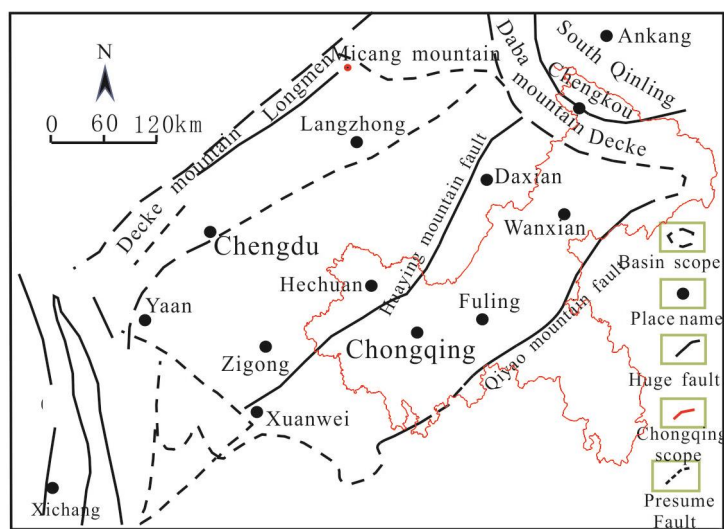 N
0 60 120km
Micang mountain
Longmen
mountain
Decke
Daba
mountain Decke
South Qinling
Ankang
Chengkou
Langzhong
Huaying mountain fault
Daxian
Wanxian
Chengdu
Hechuan
Yaan
Fuling
Zigong
Chongqing
Qiyao mountain fault
Xuanwei
Xichang
Basin scope
Place name
Huge fault
Chongqing
scope
Presume
Fault